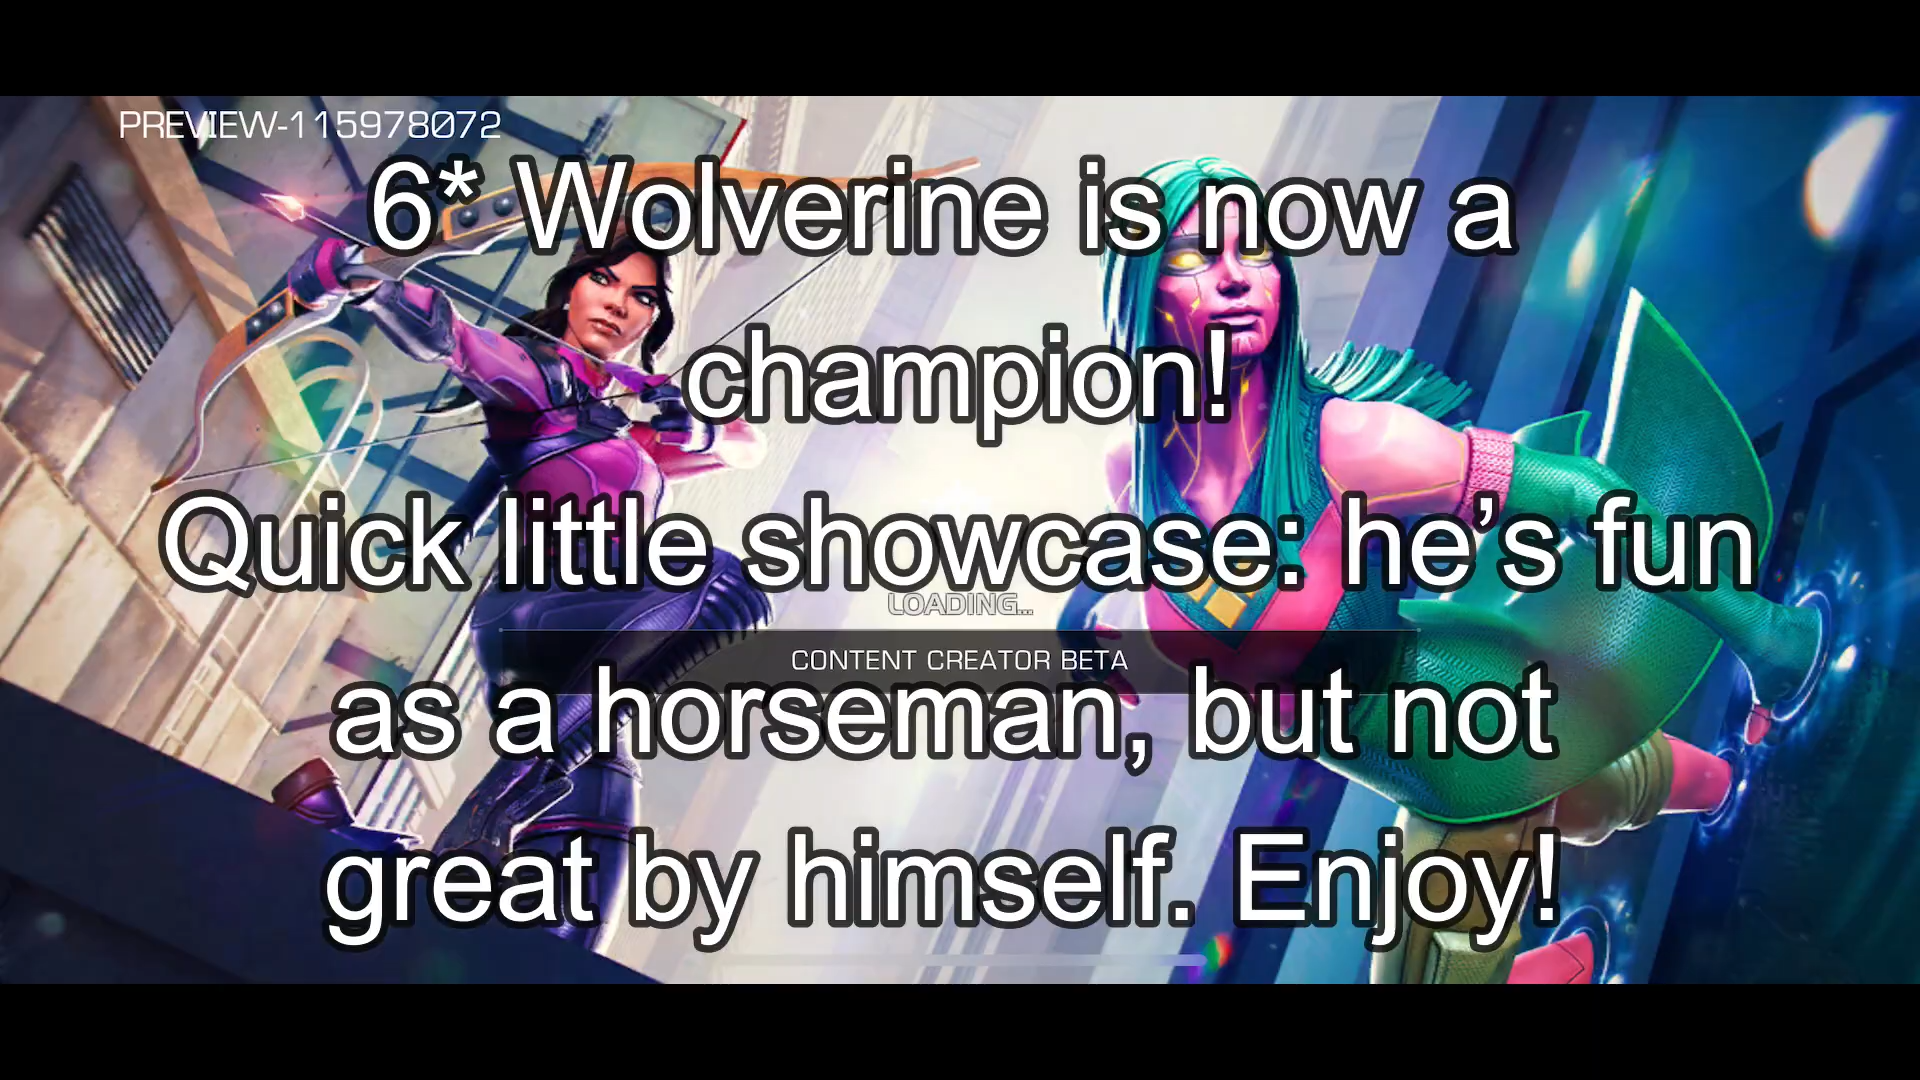 PREVIEW-115978072
6* Wolverine is now a
champion!
Quick little showcase: he’s fun
LOADING...
CONTENT CREATOR BETA
as a horseman, but not
great by himself. Enjoy!